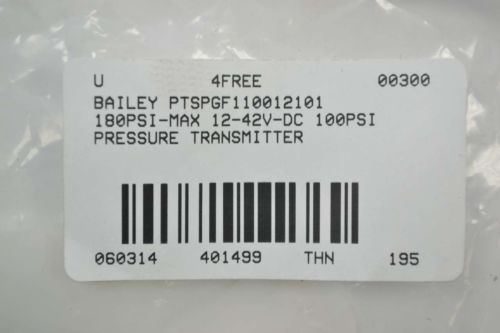 U 4FREE 00300
BAILEY PTSPGF110012101
180PSI-MAX 12-42V-DC 100PSI
PRESSURE TRANSMITTER
060314 401499 THN 195